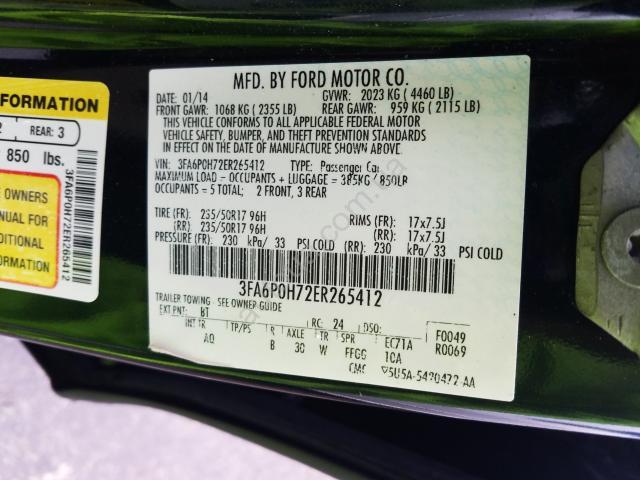 FORMATION
2 REAR: 3
850 lbs.
OWNERS
NUAL FOR
ADDITIONAL
ORMATION
3FA6P0H72ER265412
MFD. BY FORD MOTOR CO.
DATE: 01/14 GVWR: 2023 KG ( 4460 LB)
FRONT GAWR: 1068 KG ( 2355 LB) REAR GAWR: 959 KG ( 2115 LB)
THIS VEHICLE CONFORMS TO ALL APPLICABLE FEDERAL MOTOR
VEHICLE SAFETY, BUMPER, AND THEFT PREVENTION STANDARDS IN
EFFECT ON THE DATE OF MANUFACTURE SHOWN ABOVE.
VIN: 3FA6P0H72ER265412 TYPE: Passenger Car
MAXIMUM LOAD - OCCUPANTS + LUGGAGE = 385KG / 850LB
OCCUPANTS = 5 TOTAL; 2 FRONT, 3 REAR
TIRE (FR): 235/50R17 96H RIMS (FR): 17x7.5J
(RR): 235/50R17 96H (RR): 17x7.5J
PRESSURE (FR): 230 kPa/ 33 PSI COLD (RR): 230 kPa/ 33 PSI COLD
3FA6P0H72ER265412
TRAILER TOWING- SEE OWNER GUIDE
EXT PNT: BT RC: 24 DSO: F0049
INT TR TP/PS R AXLE TR SPR EC71A R0069
AQ B 30 W FFGG 1CA
CMC 5U5A-5420472-AA